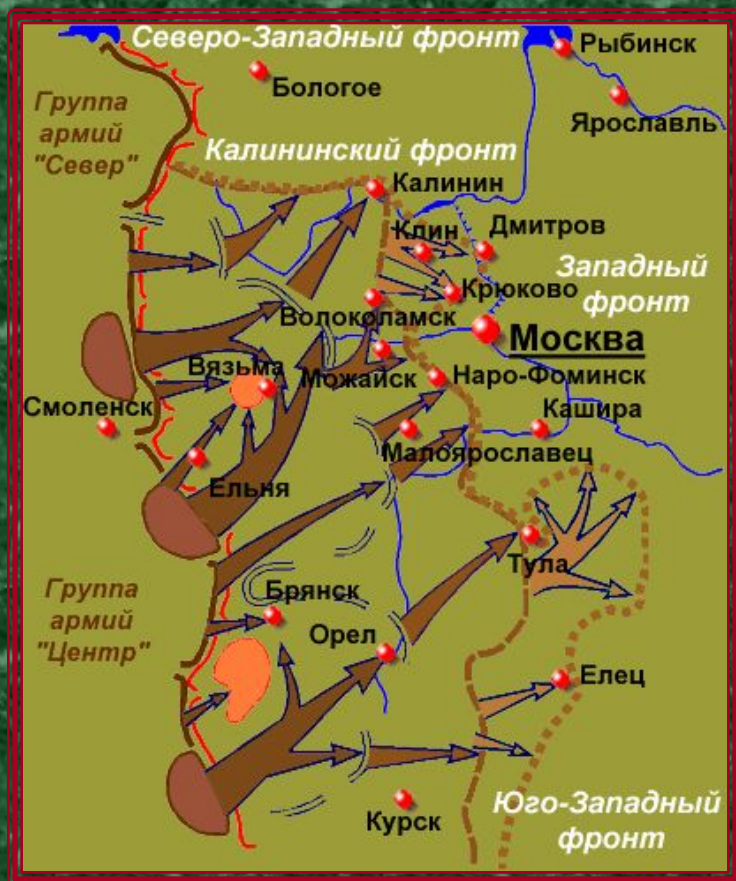 Северо-Западный фронт
Рыбинск
Бологое
Ярославль
Группа
армий
"Север"
Калининский фронт
Калинин
Клин
Дмитров
Западный
фронт
Крюково
Волоколамск
Москва
Вязьма
Можайск
Наро-Фоминск
Смоленск
Кашира
Малоярославец
Ельня
Тула
Группа
армий
"Центр"
Брянск
Орел
Елец
Юго-Западный
фронт
Курск